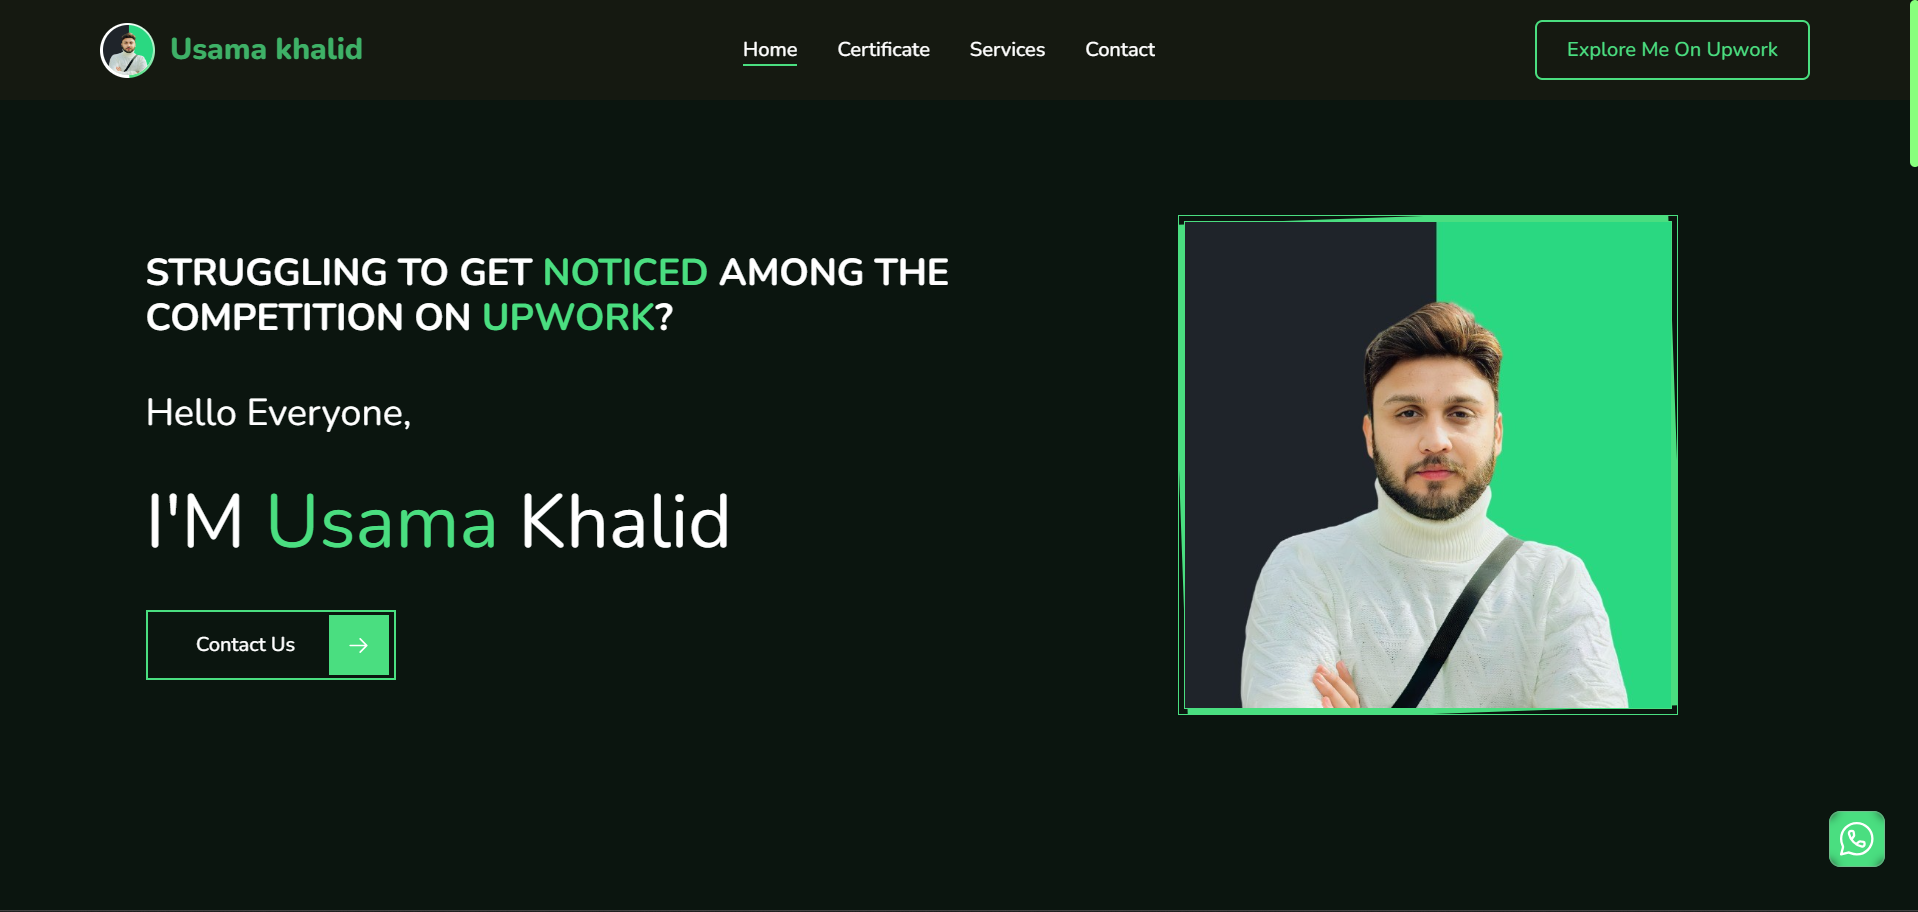 Usama khalid
Home
Certificate
Services
Contact
Explore Me On Upwork
STRUGGLING TO GET NOTICED AMONG THE
COMPETITION ON UPWORK?
Hello Everyone,
I'M Usama Khalid
Contact Us